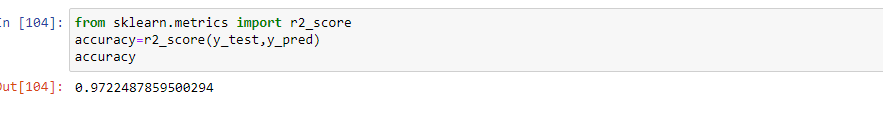 In [104]: from sklearn.metrics import r2_score
accuracy=r2_score(y_test,y_pred)
accuracy
Out[104]: 0.9722487859500294